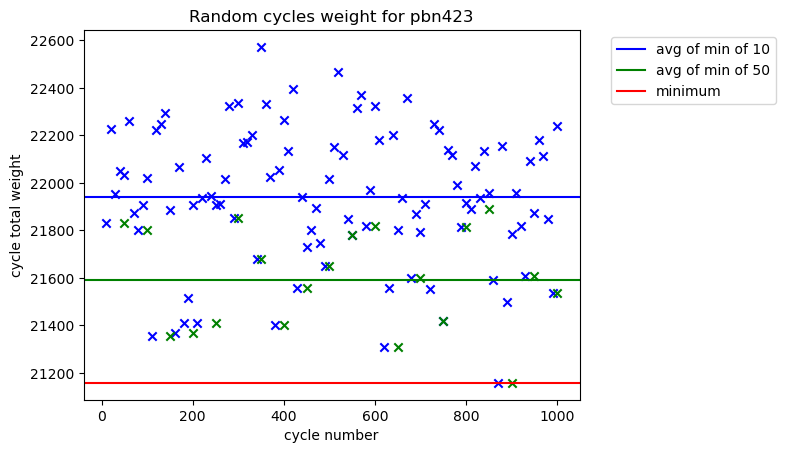 Random cycles weight for pbn423
cycle total weight
22600
22400
22200
22000
21800
21600
21400
21200
0 200 400 600 800 1000
cycle number
avg of min of 10
avg of min of 50
minimum